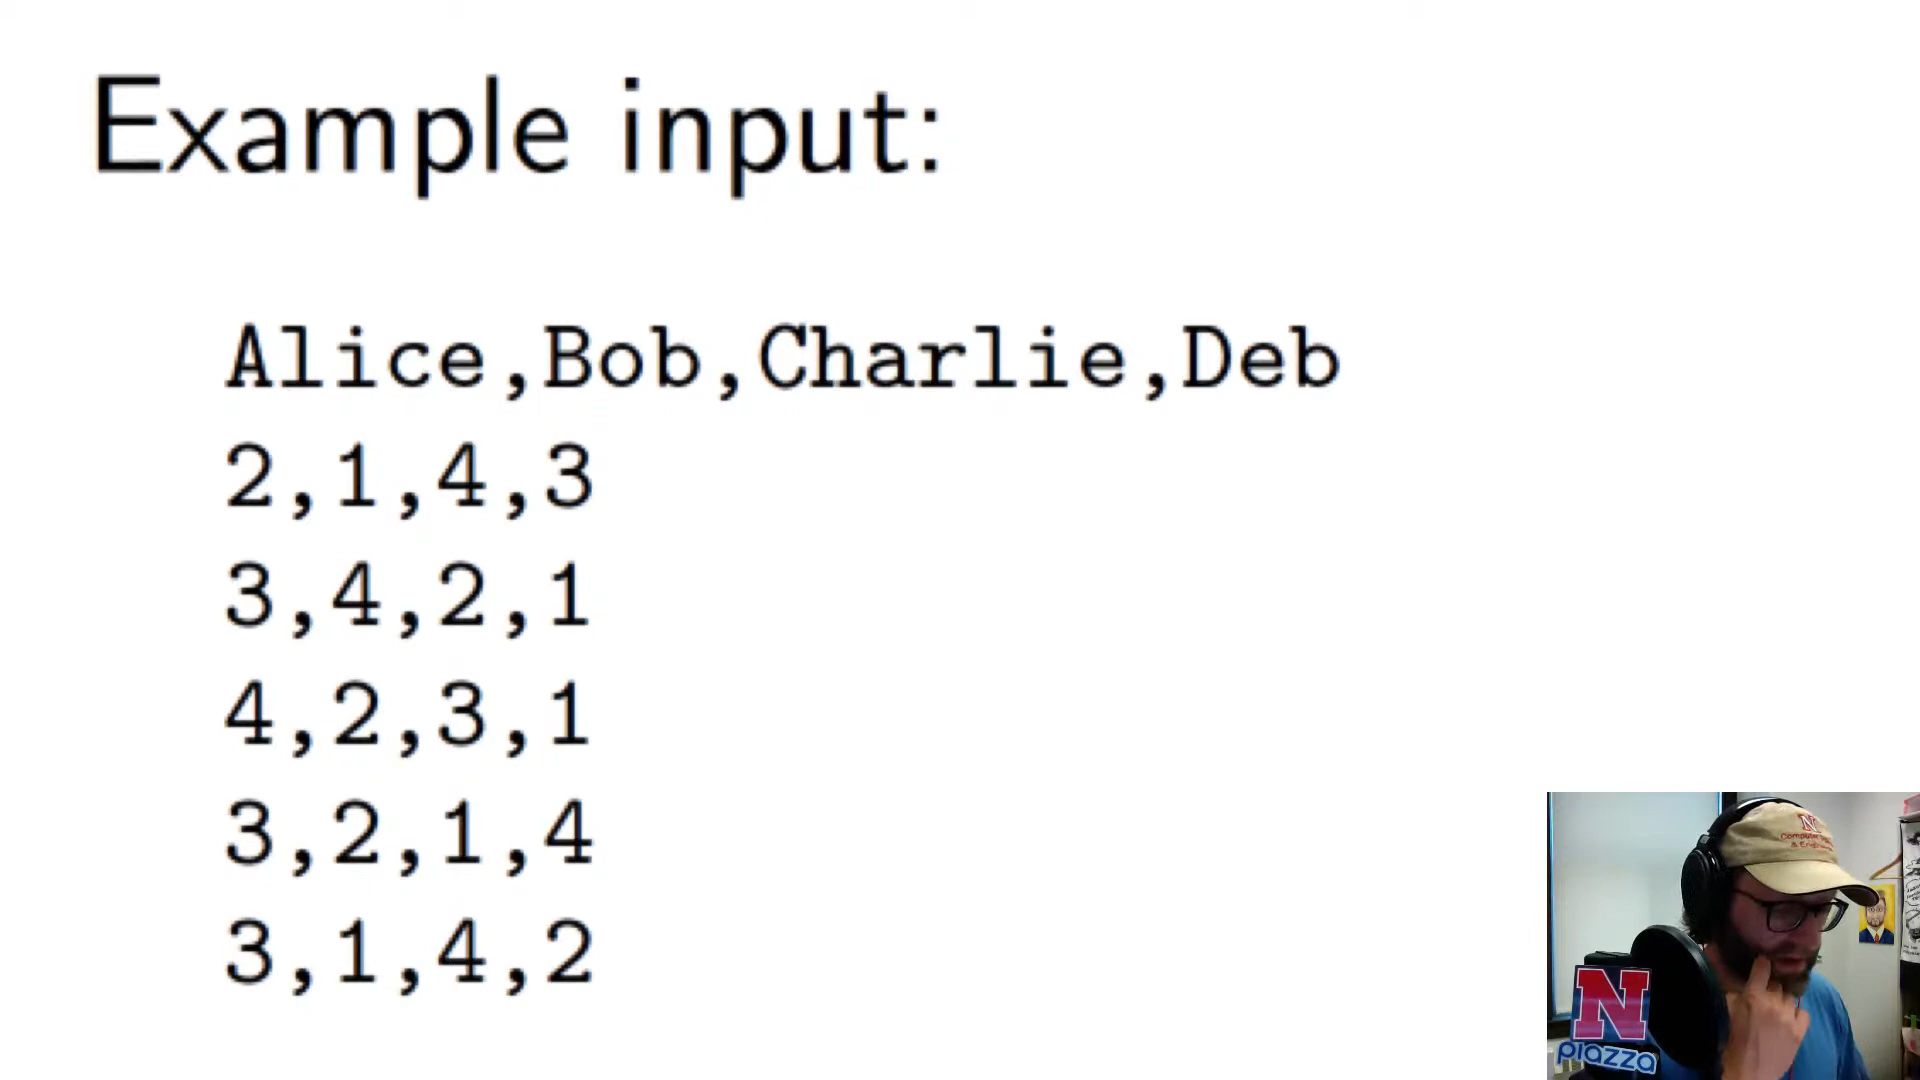 Example input:
Alice,Bob,Charlie,Deb
2,1,4,3
3,4,2,1
4,2,3,1
3,2,1,4
3,1,4,2
N
N
piazza